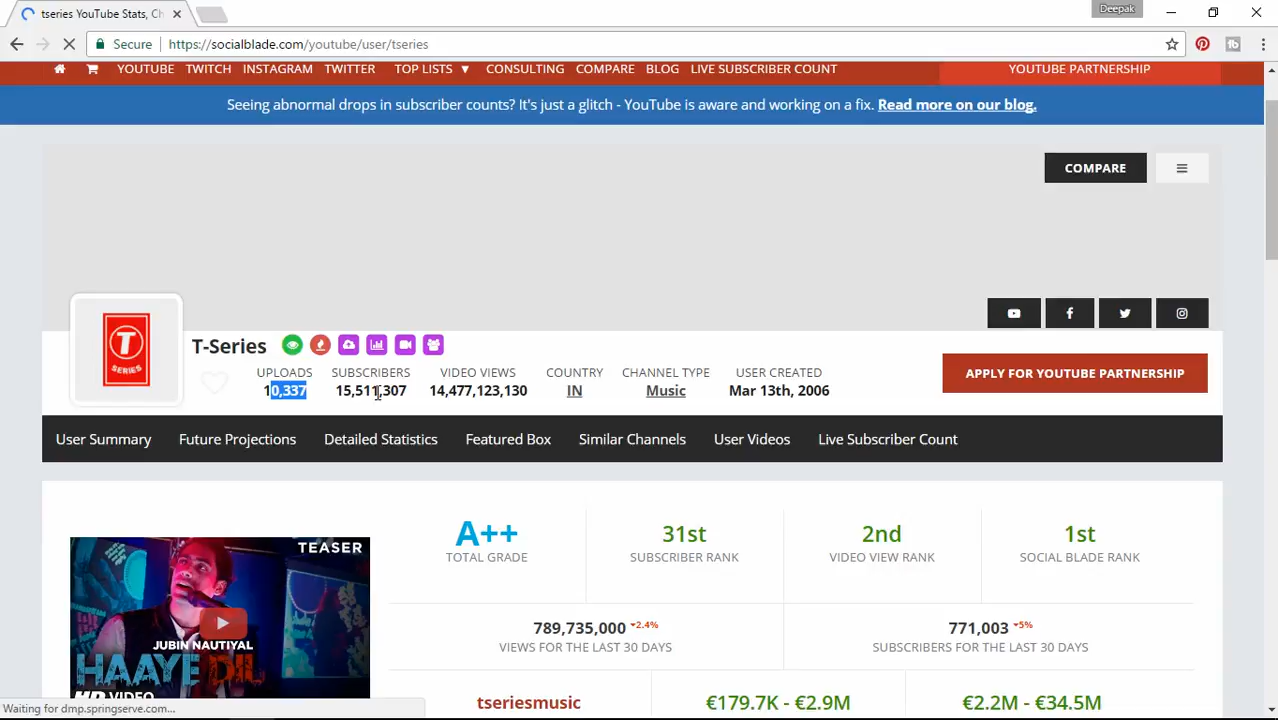 tseries YouTube Stats, Ch
Deepak
Secure https://socialblade.com/youtube/user/tseries
YOUTUBE TWITCH INSTAGRAM TWITTER TOP LISTS CONSULTING COMPARE BLOG LIVE SUBSCRIBER COUNT YOUTUBE PARTNERSHIP
Seeing abnormal drops in subscriber counts? It's just a glitch - YouTube is aware and working on a fix. Read more on our blog.
COMPARE
T-Series
UPLOADS SUBSCRIBERS VIDEO VIEWS COUNTRY CHANNEL TYPE USER CREATED
10,337 15,511,307 14,477,123,130 IN Music Mar 13th, 2006
APPLY FOR YOUTUBE PARTNERSHIP
T
SERIES
User Summary Future Projections Detailed Statistics Featured Box Similar Channels User Videos Live Subscriber Count
A++ 31st 2nd 1st
TOTAL GRADE SUBSCRIBER RANK VIDEO VIEW RANK SOCIAL BLADE RANK
TEASER
JUBIN NAUTIYAL
HAAYE DIL
HD VIDEO
789,735,000 2.4% 771,003 5%
VIEWS FOR THE LAST 30 DAYS SUBSCRIBERS FOR THE LAST 30 DAYS
tseriesmusic €179.7K - €2.9M €2.2M - €34.5M
Waiting for dmp.springserve.com...